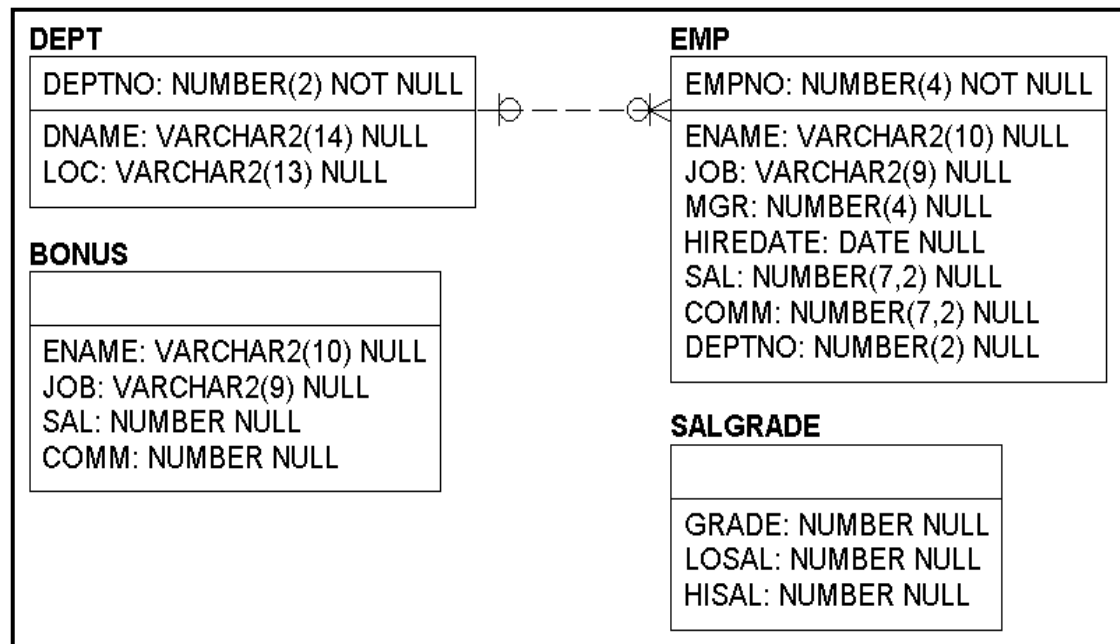 DEPT
DEPTNO: NUMBER(2) NOT NULL
DNAME: VARCHAR2(14) NULL
LOC: VARCHAR2(13) NULL
EMP
EMPNO: NUMBER(4) NOT NULL
ENAME: VARCHAR2(10) NULL
JOB: VARCHAR2(9) NULL
MGR: NUMBER(4) NULL
HIREDATE: DATE NULL
SAL: NUMBER(7,2) NULL
COMM: NUMBER(7,2) NULL
DEPTNO: NUMBER(2) NULL
BONUS
ENAME: VARCHAR2(10) NULL
JOB: VARCHAR2(9) NULL
SAL: NUMBER NULL
COMM: NUMBER NULL
SALGRADE
GRADE: NUMBER NULL
LOSAL: NUMBER NULL
HISAL: NUMBER NULL